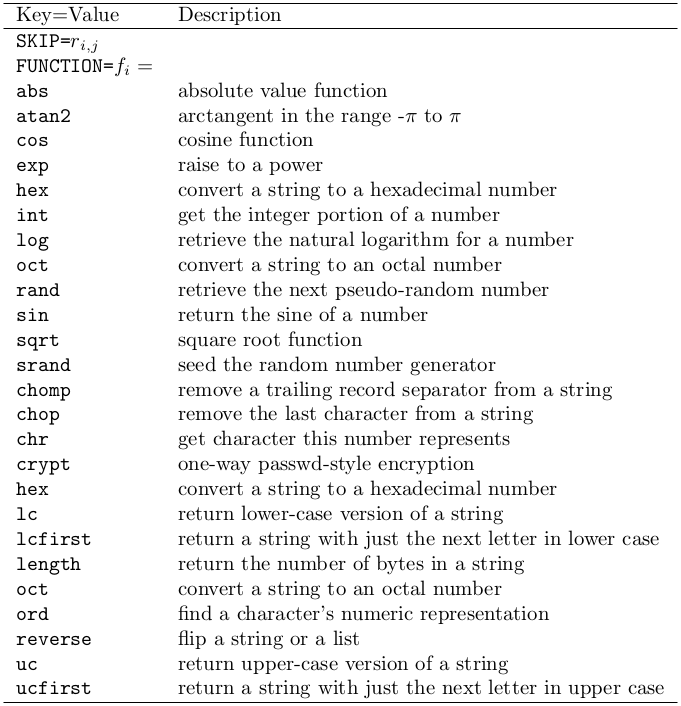 Key=Value Description
SKIP=r_{i,j}
FUNCTION=f_i =
abs absolute value function
atan2 arctangent in the range -π to π
cos cosine function
exp raise to a power
hex convert a string to a hexadecimal number
int get the integer portion of a number
log retrieve the natural logarithm for a number
oct convert a string to an octal number
rand retrieve the next pseudo-random number
sin return the sine of a number
sqrt square root function
srand seed the random number generator
chomp remove a trailing record separator from a string
chop remove the last character from a string
chr get character this number represents
crypt one-way passwd-style encryption
hex convert a string to a hexadecimal number
lc return lower-case version of a string
lcfirst return a string with just the next letter in lower case
length return the number of bytes in a string
oct convert a string to an octal number
ord find a character's numeric representation
reverse flip a string or a list
uc return upper-case version of a string
ucfirst return a string with just the next letter in upper case